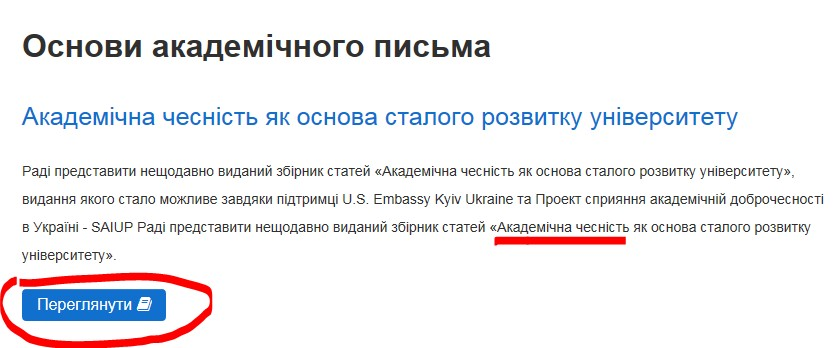 Основи академічного письма
Академічна чесність як основа сталого розвитку університету
Раді представити нещодавно виданий збірник статей «Академічна чесність як основа сталого розвитку університету»,
видання якого стало можливе завдяки підтримці U.S. Embassy Kyiv Ukraine та Проект сприяння академічній доброчесності
в Україні - SAIUP Раді представити нещодавно виданий збірник статей «Академічна чесність як основа сталого розвитку
університету».
Переглянути